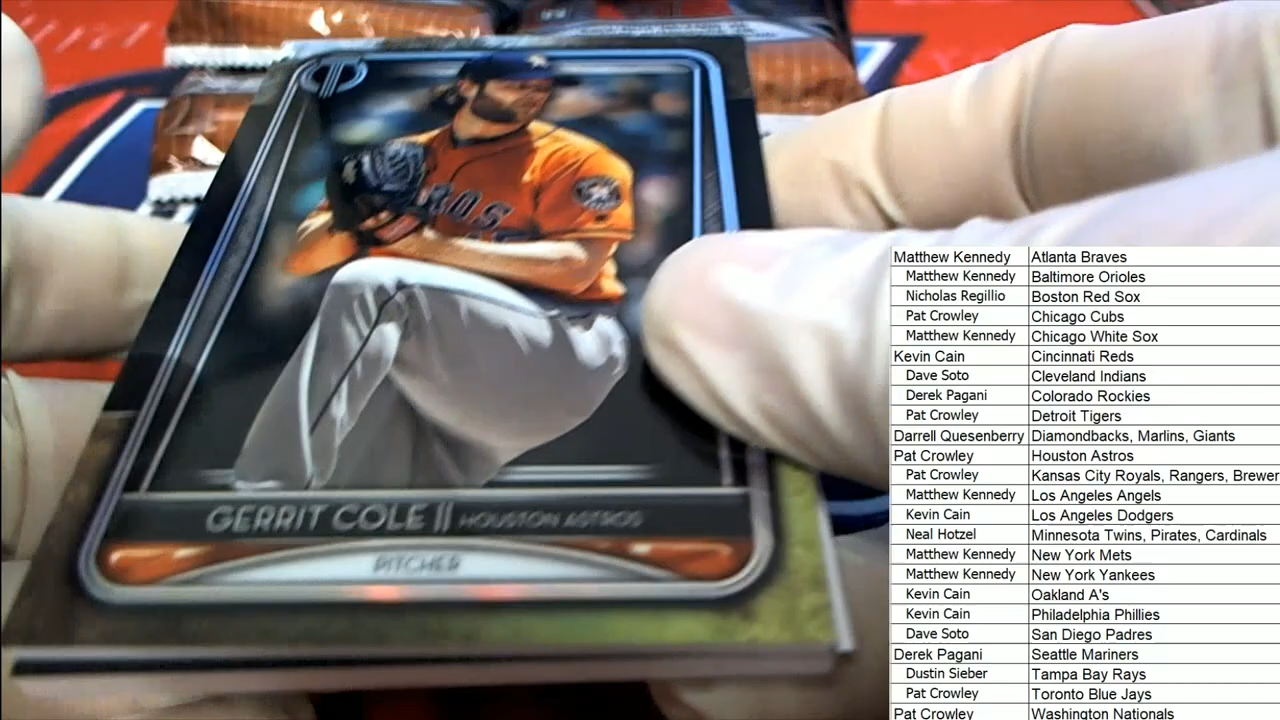 ROS
GERRIT COLE || HOUSTON ASTROS
PITCHER
Matthew Kennedy Atlanta Braves
Matthew Kennedy Baltimore Orioles
Nicholas Regillio Boston Red Sox
Pat Crowley Chicago Cubs
Matthew Kennedy Chicago White Sox
Kevin Cain Cincinnati Reds
Dave Soto Cleveland Indians
Derek Pagani Colorado Rockies
Pat Crowley Detroit Tigers
Darrell Quesenberry Diamondbacks, Marlins, Giants
Pat Crowley Houston Astros
Pat Crowley Kansas City Royals, Rangers, Brewer
Matthew Kennedy Los Angeles Angels
Kevin Cain Los Angeles Dodgers
Neal Hotzel Minnesota Twins, Pirates, Cardinals
Matthew Kennedy New York Mets
Matthew Kennedy New York Yankees
Kevin Cain Oakland A's
Kevin Cain Philadelphia Phillies
Dave Soto San Diego Padres
Derek Pagani Seattle Mariners
Dustin Sieber Tampa Bay Rays
Pat Crowley Toronto Blue Jays
Pat Crowley Washington Nationals